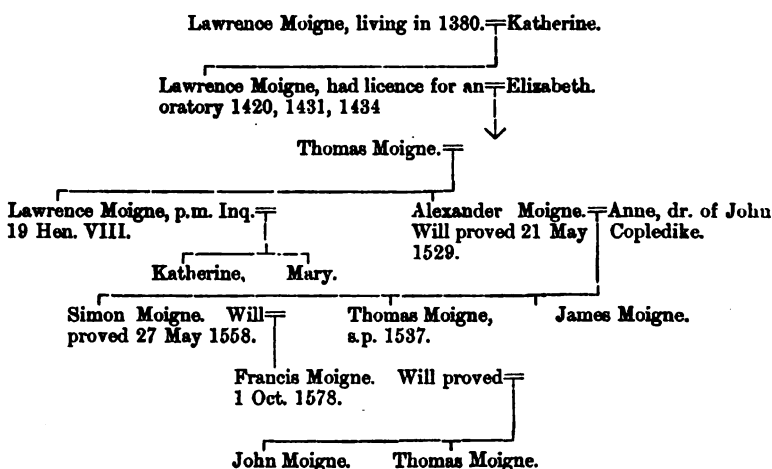 Lawrence Moigne, living in 1380.=Katherine.
Lawrence Moigne, had licence for an=Elizabeth.
oratory 1420, 1431, 1434
Thomas Moigne.=
Lawrence Moigne, p.m. Inq.=
19 Hen. VIII.
Alexander Moigne.=Anne, dr. of John
Will proved 21 May Copledike.
1529.
Katherine, Mary.
Simon Moigne. Will=
proved 27 May 1558.
Thomas Moigne,
s.p. 1537.
James Moigne.
Francis Moigne. Will proved=
1 Oct. 1578.
John Moigne. Thomas Moigne.